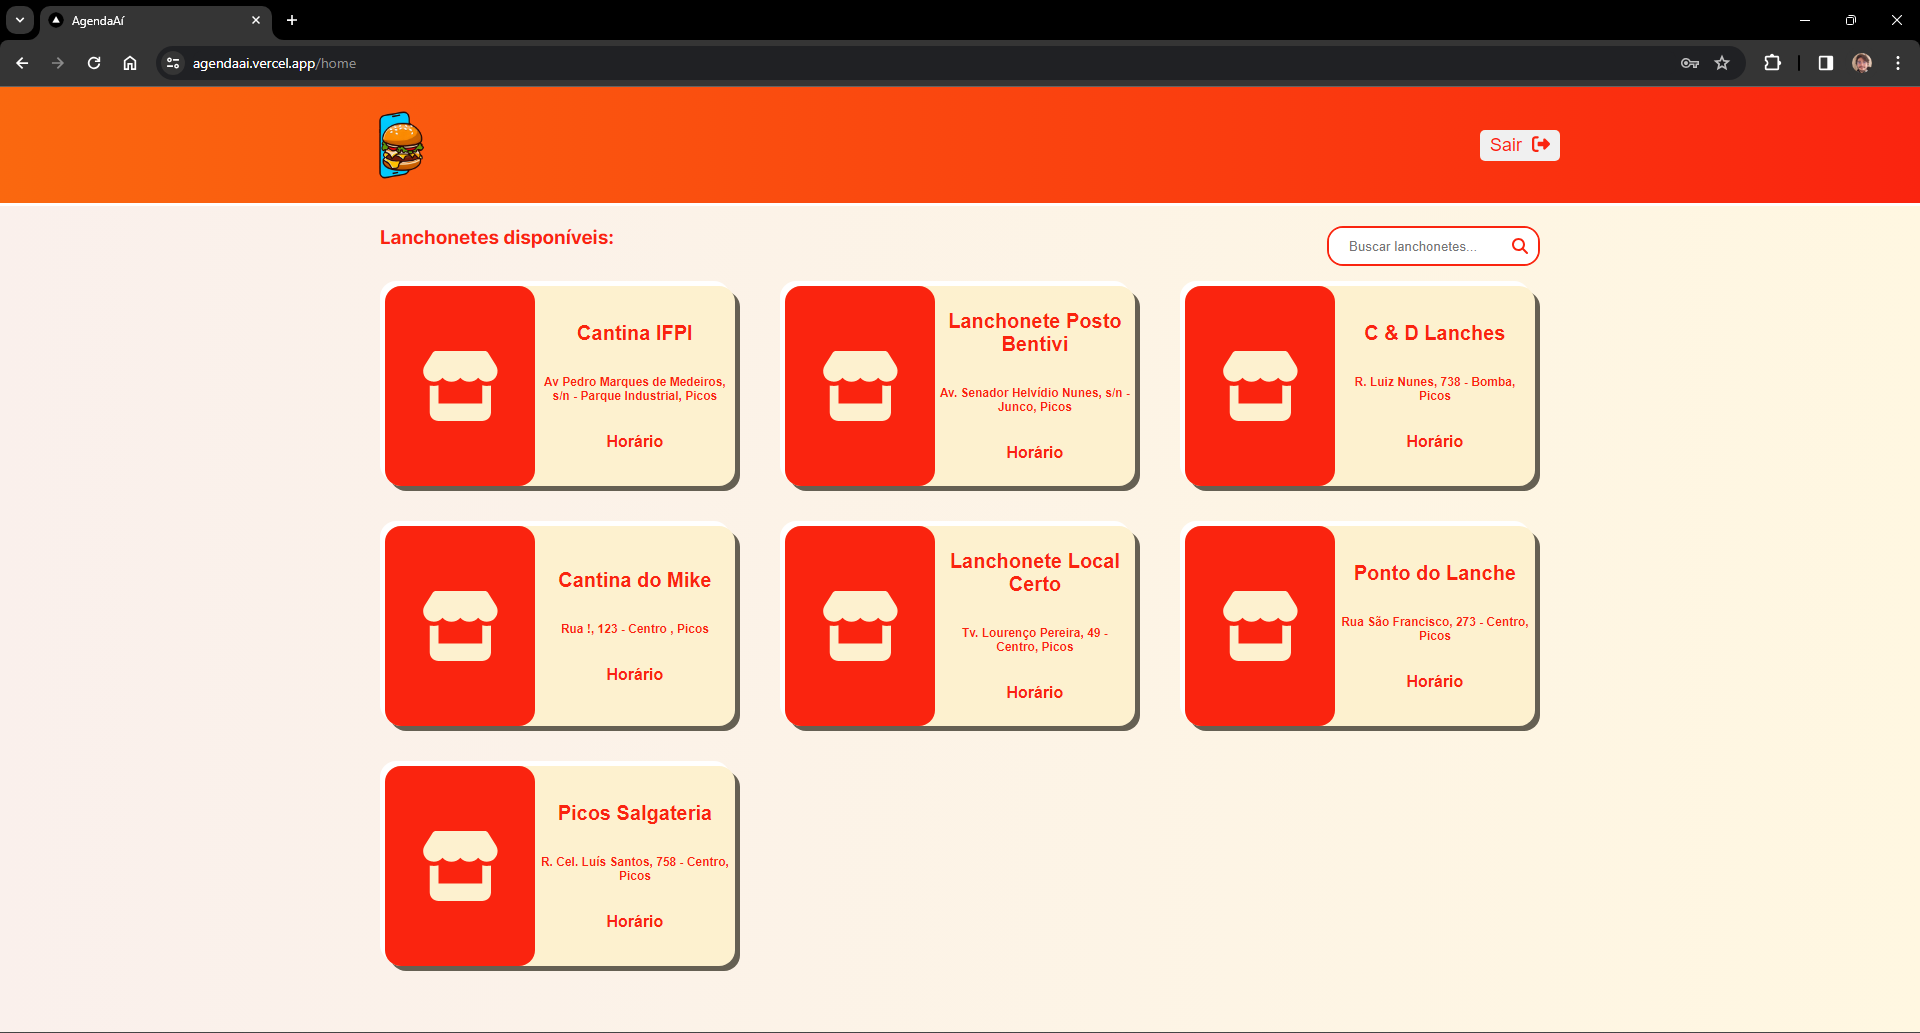 AgendaAí
agendaai.vercel.app/home
Sair
Lanchonetes disponíveis:
Buscar lanchonetes...
Cantina IFPI
Av Pedro Marques de Medeiros,
s/n - Parque Industrial, Picos
Horário
Lanchonete Posto
Bentivi
Av. Senador Helvídio Nunes, s/n -
Junco, Picos
Horário
C & D Lanches
R. Luiz Nunes, 738 - Bomba,
Picos
Horário
Cantina do Mike
Rua !, 123 - Centro , Picos
Horário
Lanchonete Local
Certo
Tv. Lourenço Pereira, 49 -
Centro, Picos
Horário
Ponto do Lanche
Rua São Francisco, 273 - Centro,
Picos
Horário
Picos Salgateria
R. Cel. Luís Santos, 758 - Centro,
Picos
Horário